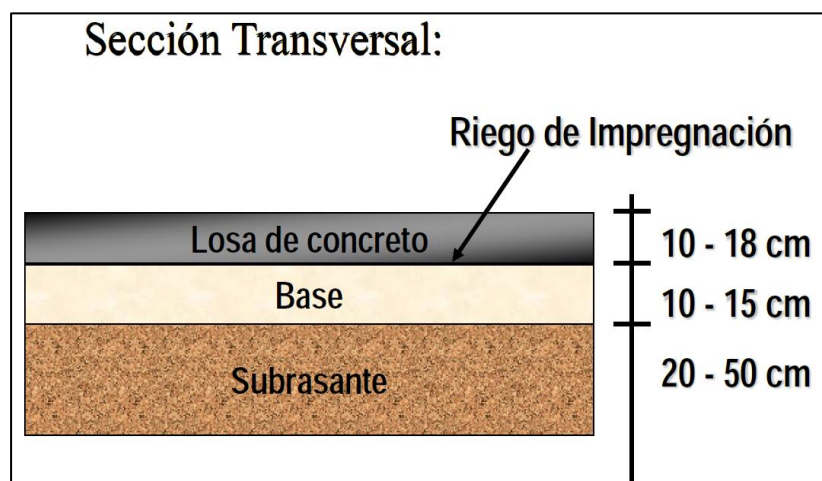 Sección Transversal:
Riego de Impregnación
Losa de concreto
10 - 18 cm
Base
10 - 15 cm
Subrasante
20 - 50 cm